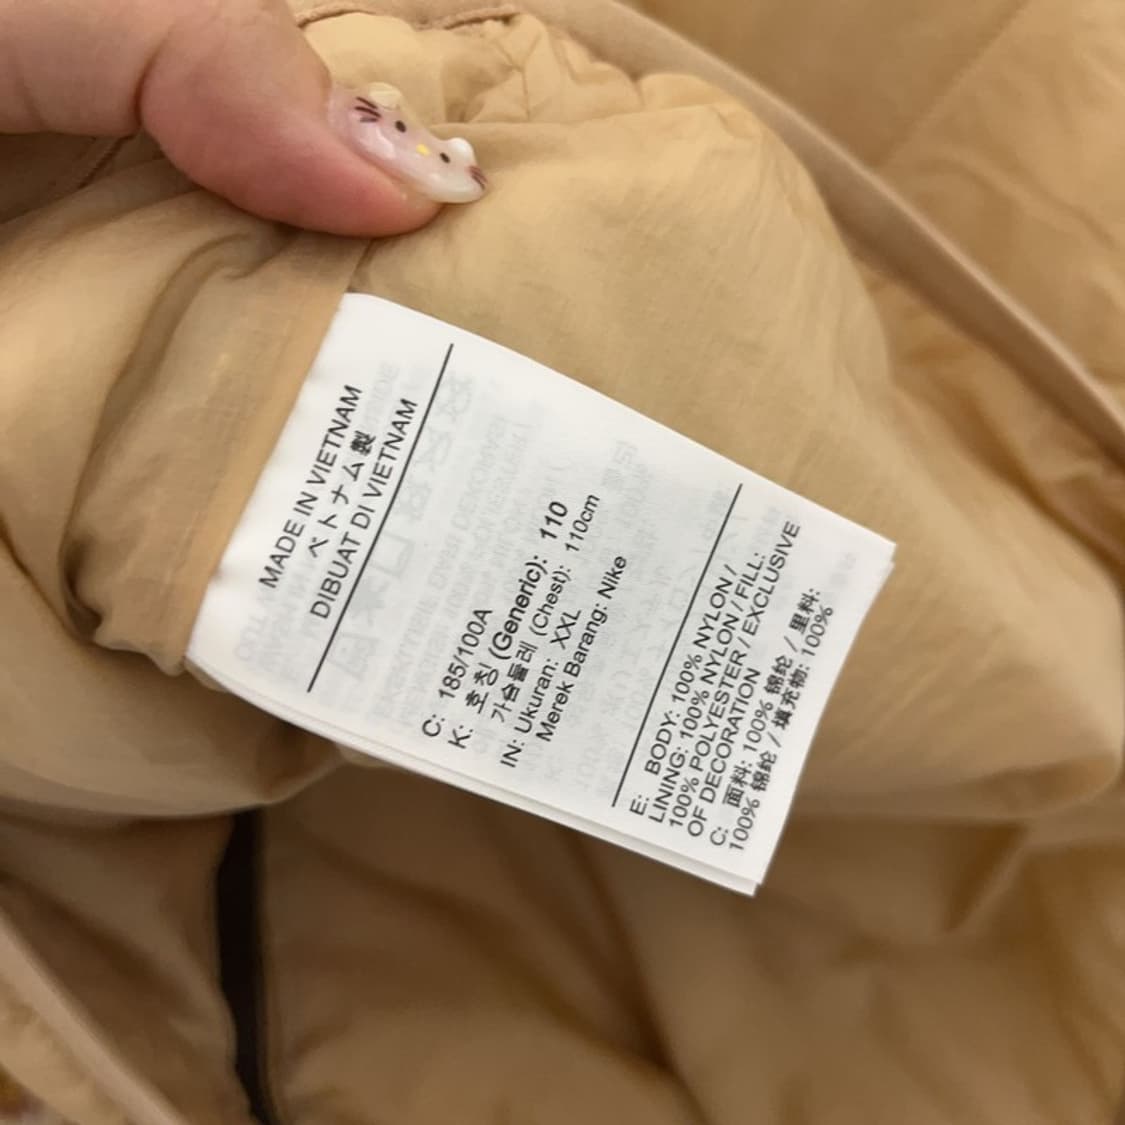 MADE IN VIETNAM
ベトナム製
DIBUAT DI VIETNAM
C: 185/100A
K: 호칭 (Generic): 110
가슴둘레 (Chest): 110cm
IN: Ukuran: XXL
Merek Barang: Nike
E: BODY: 100% NYLON /
LINING: 100% NYLON / FILL:
100% POLYESTER / EXCLUSIVE
OF DECORATION
C: 面料: 100% 锦纶 / 里料:
100% 锦纶 / 填充物: 100%